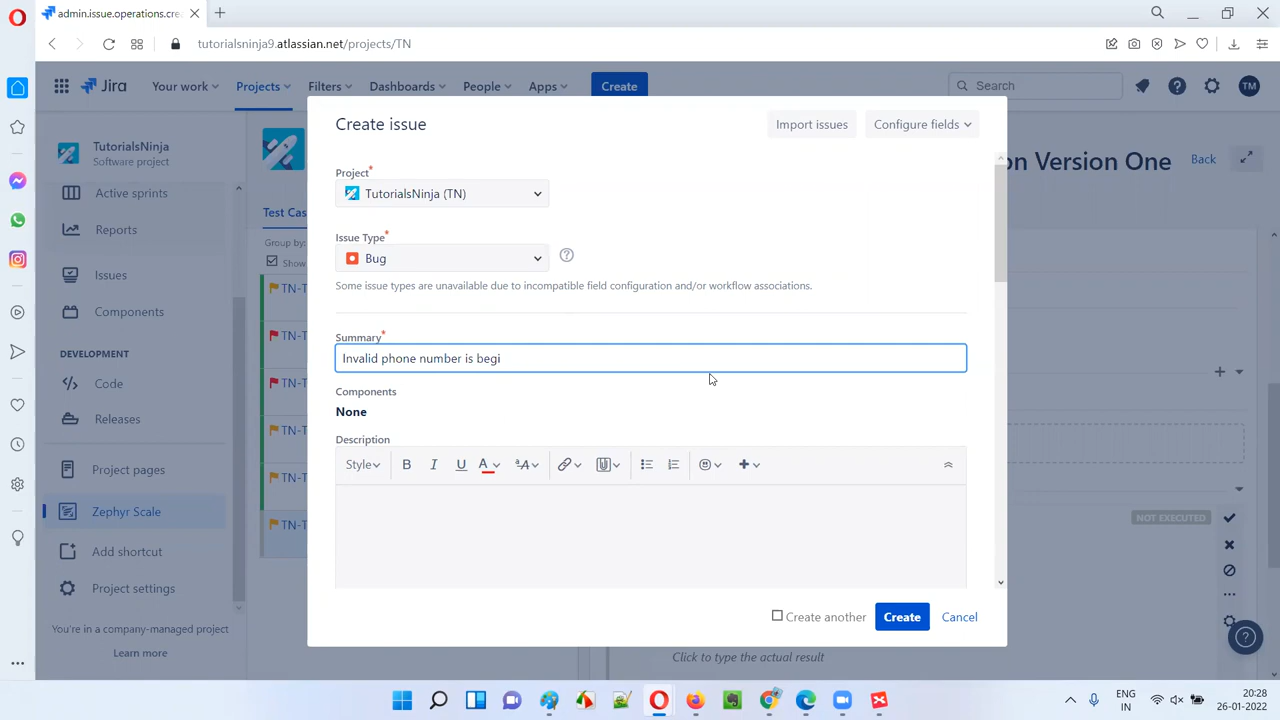 admin.issue.operations.cre
tutorialsninja9.atlassian.net/projects/TN
Jira
Your work
Projects
Filters
Dashboards
People
Apps
Create
Search
TM
TutorialsNinja
Software project
Active sprints
Reports
Issues
Components
DEVELOPMENT
Code
Releases
Project pages
Zephyr Scale
Add shortcut
Project settings
You're in a company-managed project
Learn more
Test Cas
Group by:
Show
TN-T
TN-T
TN-T
TN-T
TN-T
TN-T
on Version One
Back
Create issue
Import issues
Configure fields
Project*
TutorialsNinja (TN)
Issue Type*
Bug
Some issue types are unavailable due to incompatible field configuration and/or workflow associations.
Summary*
Invalid phone number is begi
Components
None
Description
Style
B I U A
Create another
Create
Cancel
NOT EXECUTED
Click to type the actual result
ENG
IN
20:28
26-01-2022